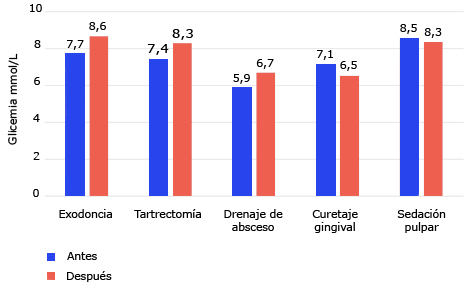 Glicemia mmol/L
10
8
6
4
2
0
7,7
8,6
7,4
8,3
5,9
6,7
7,1
6,5
8,5
8,3
Exodoncia
Tartrectomía
Drenaje de
absceso
Curetaje
gingival
Sedación
pulpar
Antes
Después